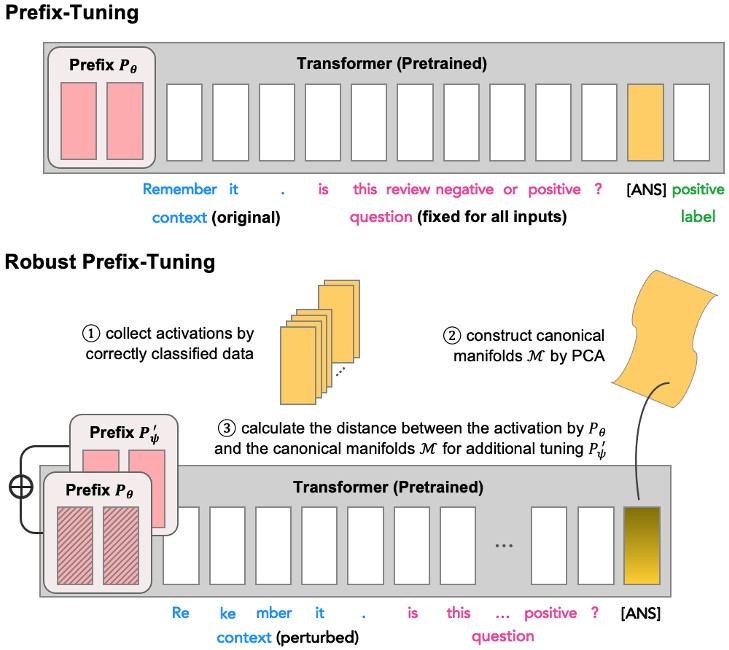 Prefix-Tuning
Prefix Pθ
Transformer (Pretrained)
Remember it . is this review negative or positive ? [ANS] positive
context (original) question (fixed for all inputs) label
Robust Prefix-Tuning
① collect activations by
correctly classified data
...
② construct canonical
manifolds ℳ by PCA
③ calculate the distance between the activation by Pθ
and the canonical manifolds ℳ for additional tuning P′ψ
Prefix P′ψ
Prefix Pθ
Transformer (Pretrained)
...
Re ke mber it . is this ... positive ? [ANS]
context (perturbed) question